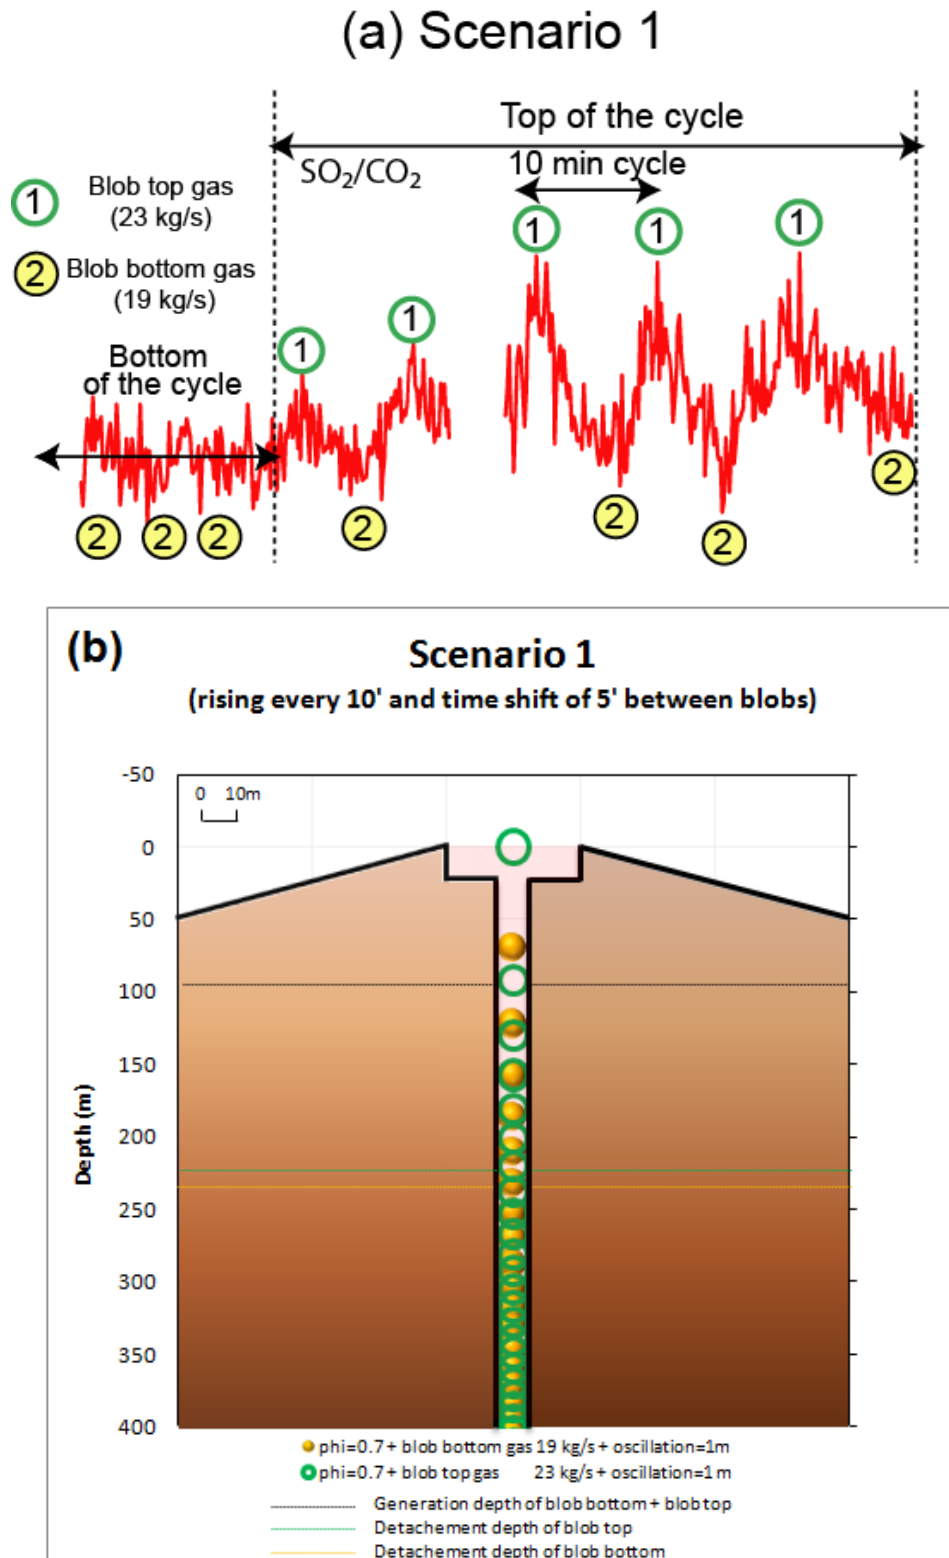 (a) Scenario 1
Top of the cycle
SO₂/CO₂
10 min cycle
1 Blob top gas
(23 kg/s)
2 Blob bottom gas
(19 kg/s)
Bottom
of the cycle
1
1
1
1
1
2
2
2
2
2
2
2
(b)
Scenario 1
(rising every 10' and time shift of 5' between blobs)
-50
0 10m
0
50
100
150
200
250
300
350
400
Depth (m)
phi=0.7 + blob bottom gas 19 kg/s + oscillation=1m
phi=0.7 + blob top gas 23 kg/s + oscillation=1m
Generation depth of blob bottom + blob top
Detachement depth of blob top
Detachement depth of blob bottom